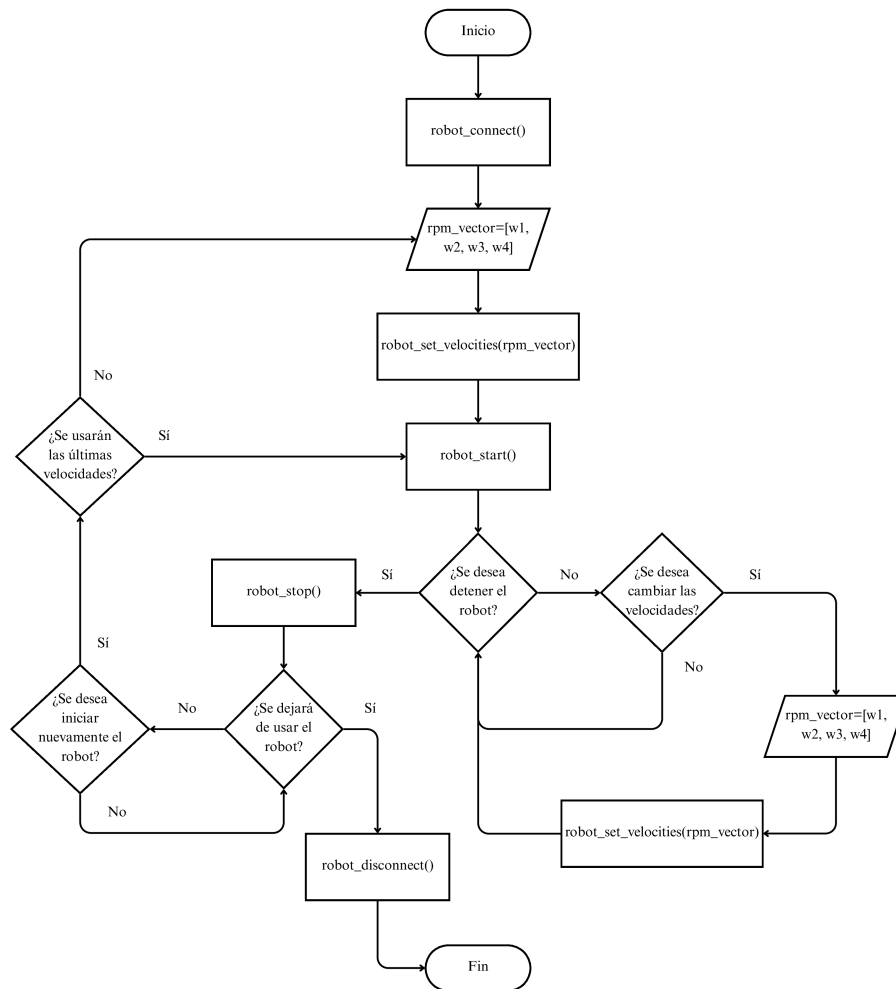 Inicio
robot_connect()
rpm_vector=[w1,
w2, w3, w4]
robot_set_velocities(rpm_vector)
No
¿Se usarán
las últimas
velocidades?
Sí
robot_start()
robot_stop()
Sí
¿Se desea
detener el
robot?
No
¿Se desea
cambiar las
velocidades?
Sí
No
Sí
¿Se desea
iniciar
nuevamente el
robot?
No
¿Se dejará
de usar el
robot?
Sí
rpm_vector=[w1,
w2, w3, w4]
No
robot_set_velocities(rpm_vector)
robot_disconnect()
Fin